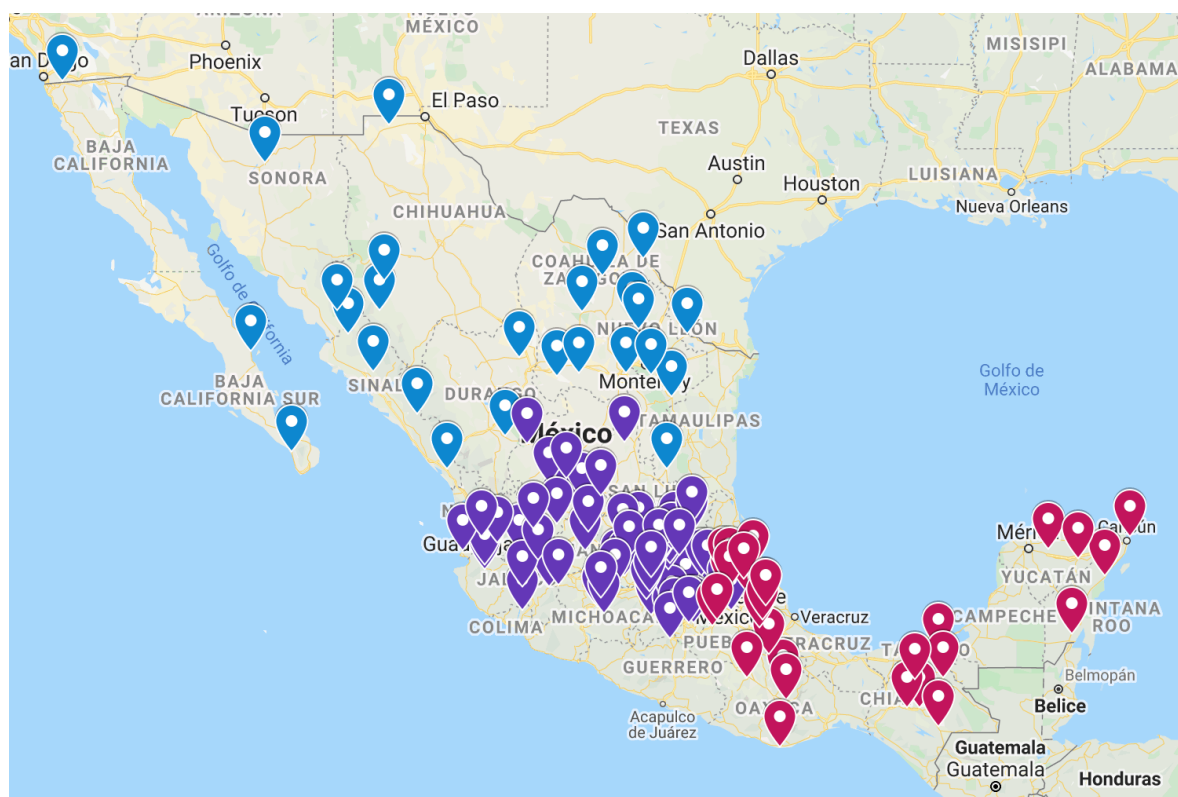 ARIZONA
NUEVO
MÉXICO
MISISIPI
an Diego
Phoenix
Dallas
ALABAMA
Tucson
El Paso
TEXAS
BAJA
CALIFORNIA
SONORA
Austin
LUISIANA
Houston
Nueva Orleans
CHIHUAHUA
San Antonio
Golfo de California
COAHUILA DE
ZARAGOZA
NUEVO LEÓN
Golfo de
México
BAJA
CALIFORNIA SUR
SINALOA
DURANGO
Monterrey
TAMAULIPAS
México
SAN LUIS
Guadalajara
Mérida
Cancún
YUCATÁN
JALISCO
COLIMA
MICHOACÁN
México
Veracruz
CAMPECHE
QUINTANA
ROO
PUEBLA
VERACRUZ
TABASCO
GUERRERO
Belmopán
OAXACA
CHIAPAS
Belice
Acapulco
de Juárez
Guatemala
Guatemala
Honduras